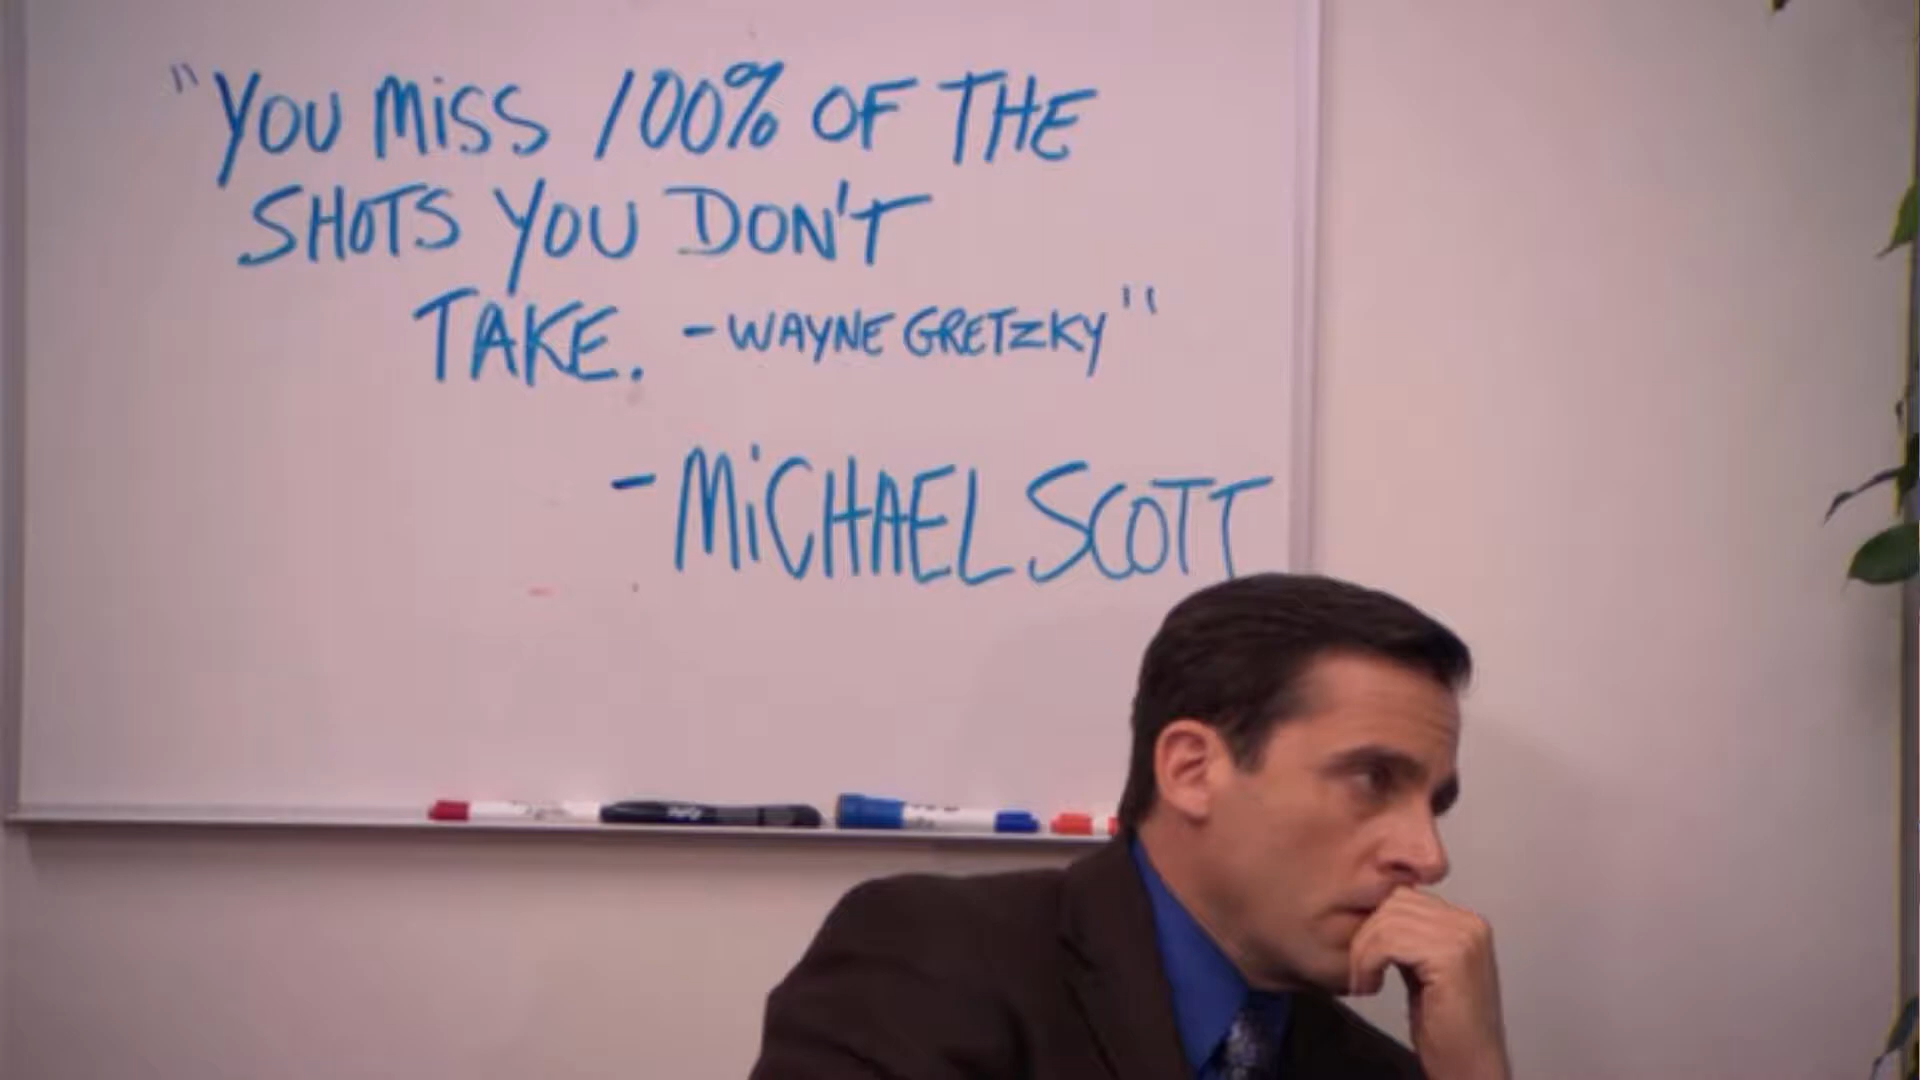 "YOU MiSS 100% OF THE
SHOTS YOU DON'T
TAKE. -WAYNE GRETZKY"
-MiCHAEL SCOTT